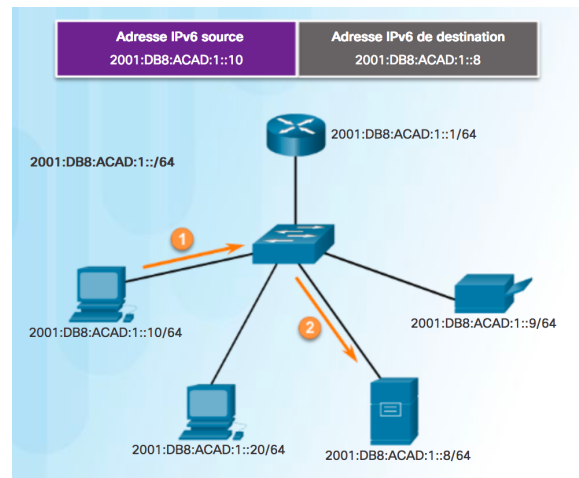 Adresse IPv6 source
2001:DB8:ACAD:1::10
Adresse IPv6 de destination
2001:DB8:ACAD:1::8
2001:DB8:ACAD:1::1/64
2001:DB8:ACAD:1::/64
1
2001:DB8:ACAD:1::10/64
2001:DB8:ACAD:1::9/64
2
2001:DB8:ACAD:1::20/64
2001:DB8:ACAD:1::8/64